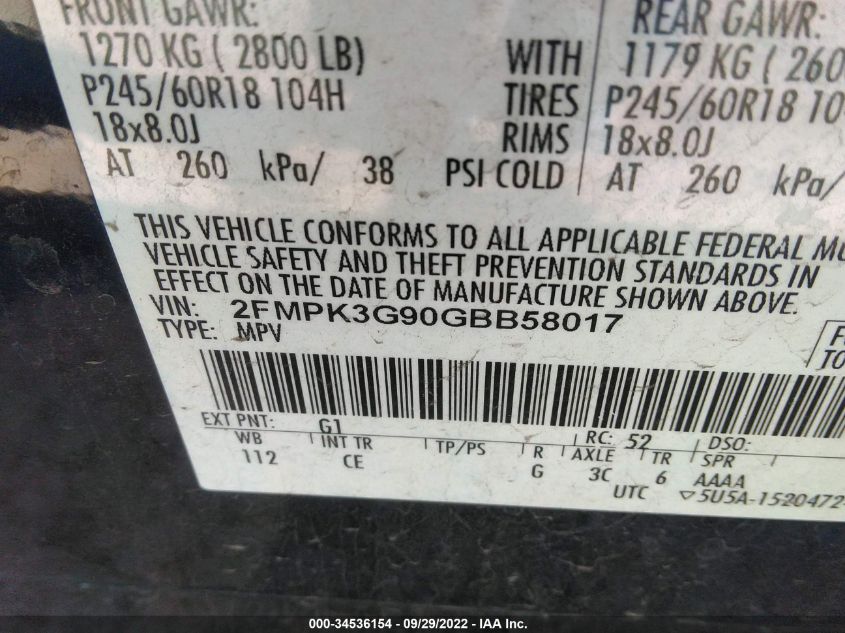 FRONT GAWR:
REAR GAWR:
1270 KG ( 2800 LB) WITH 1179 KG ( 260
P245/60R18 104H TIRES P245/60R18 10
18x8.0J RIMS 18x8.0J
AT 260 kPa/ 38 PSI COLD AT 260 kPa/
THIS VEHICLE CONFORMS TO ALL APPLICABLE FEDERAL MO
VEHICLE SAFETY AND THEFT PREVENTION STANDARDS IN
EFFECT ON THE DATE OF MANUFACTURE SHOWN ABOVE.
VIN: 2FMPK3G90GBB58017
TYPE: MPV
EXT PNT: G1 RC: 52 DSO:
WB INT TR TP/PS R AXLE TR SPR
112 CE G 3C 6 AAAA
UTC ▽5U5A-1520472
000-34536154 / 09/29/2022 - IAA Inc.